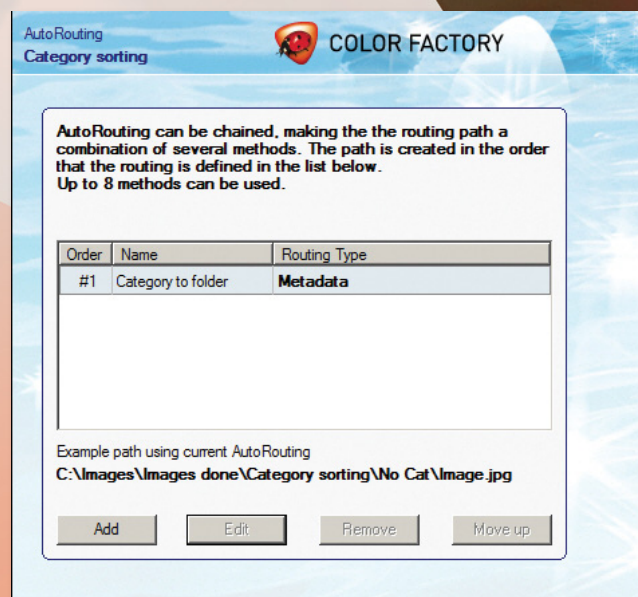 AutoRouting
Category sorting
COLOR FACTORY
AutoRouting can be chained, making the the routing path a
combination of several methods. The path is created in the order
that the routing is defined in the list below.
Up to 8 methods can be used.
Order Name Routing Type
#1 Category to folder Metadata
Example path using current AutoRouting
C:\Images\Images done\Category sorting\No Cat\Image.jpg
Add Edit Remove Move up